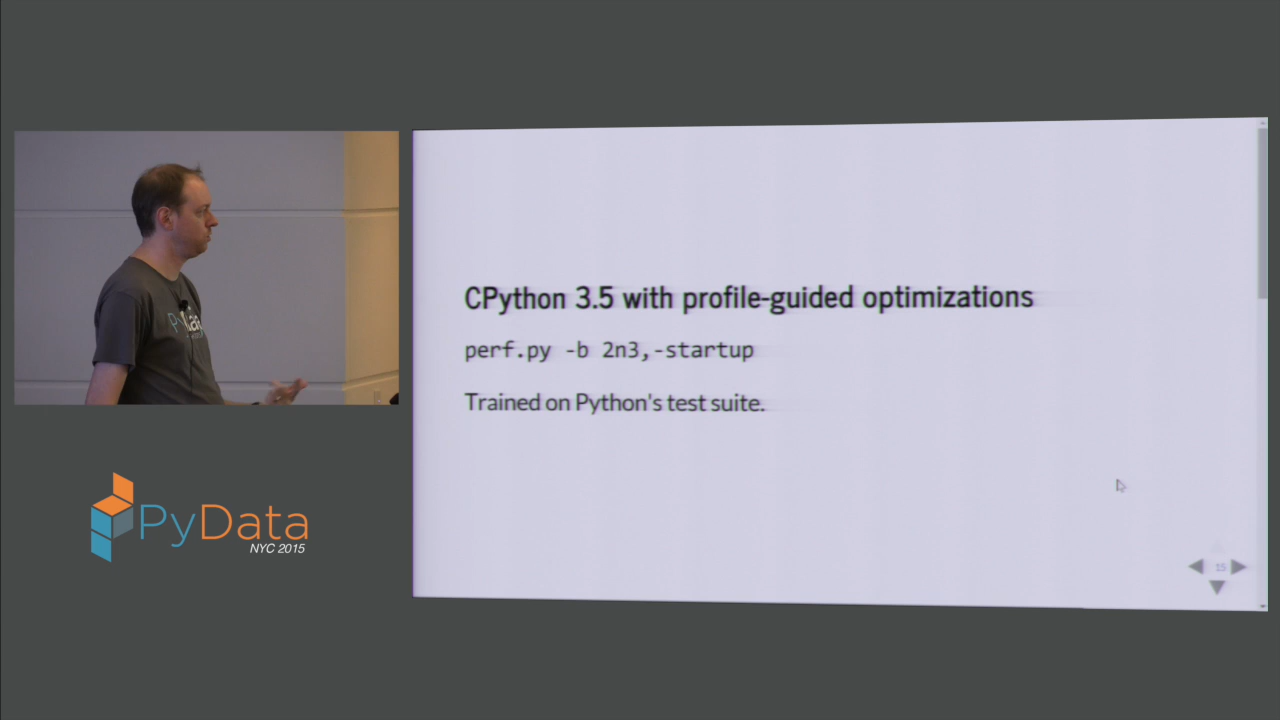 CPython 3.5 with profile-guided optimizations
perf.py -b 2n3,-startup
Trained on Python's test suite.
15
PyData
NYC 2015